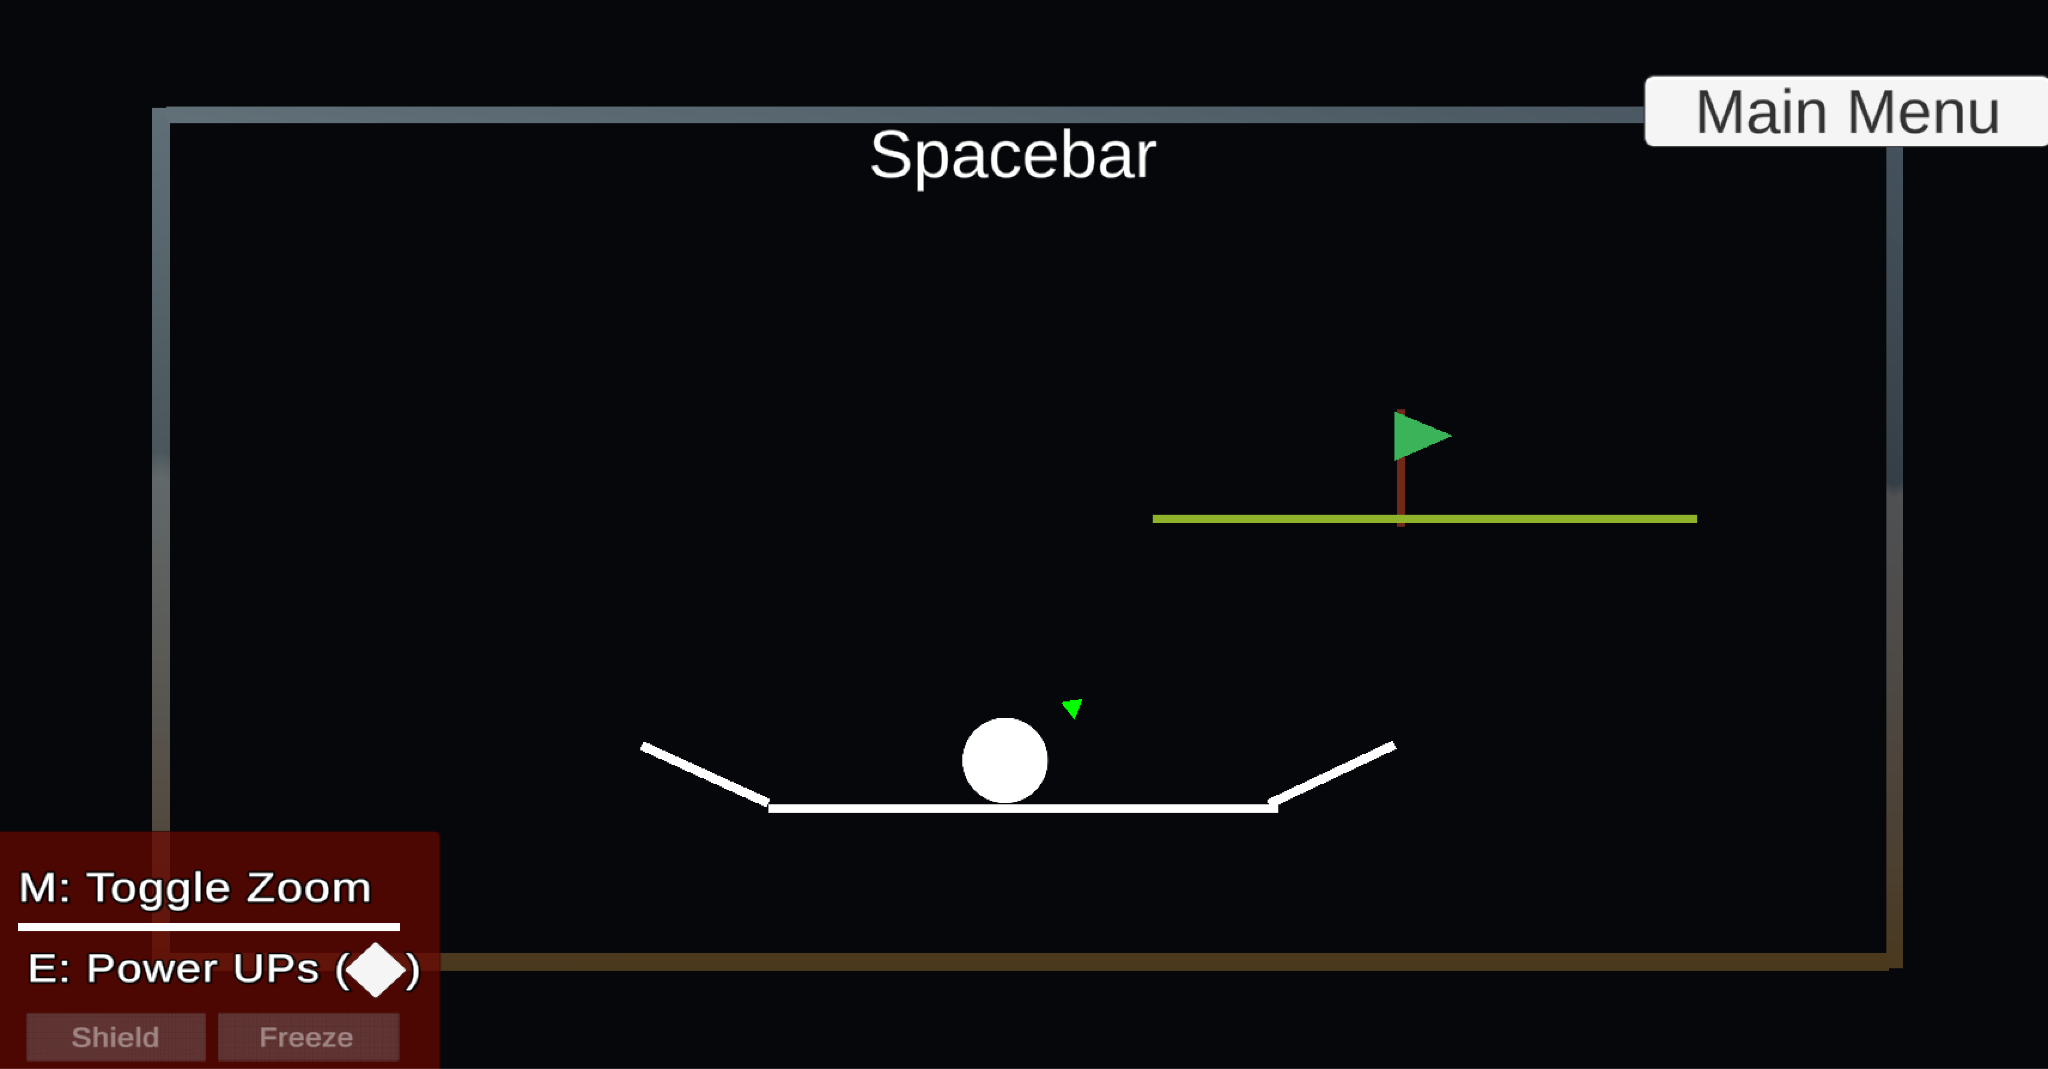 Main Menu
Spacebar
M: Toggle Zoom
E: Power UPs ( )
Shield
Freeze